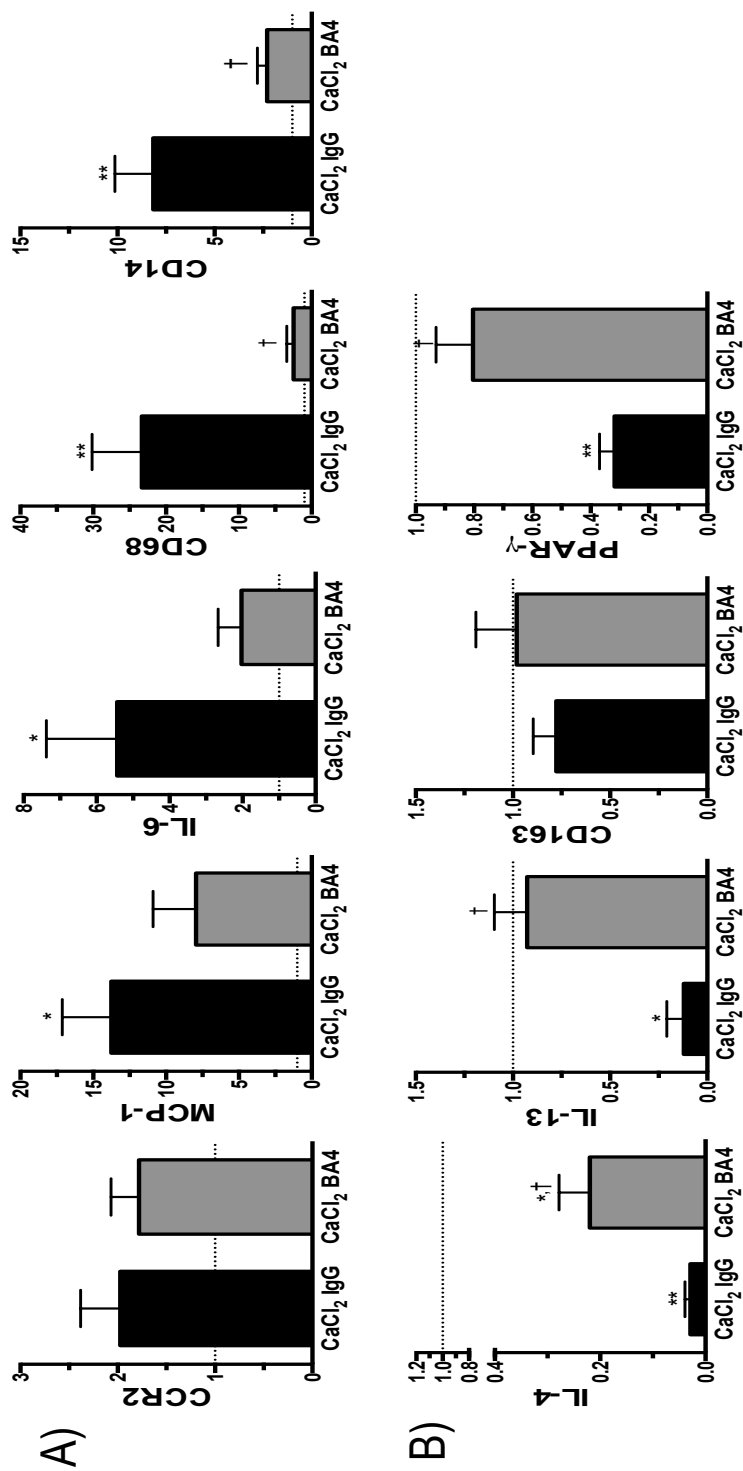 A)
CCR2
3
2
1
0
CaCl₂ IgG
CaCl₂ BA4
MCP-1
20
15
10
5
0
*
CaCl₂ IgG
CaCl₂ BA4
IL-6
8
6
4
2
0
*
CaCl₂ IgG
CaCl₂ BA4
CD68
40
30
20
10
0
**
†
CaCl₂ IgG
CaCl₂ BA4
CD14
15
10
5
0
**
†
CaCl₂ IgG
CaCl₂ BA4
B)
IL-4
1.2
1.0
0.8
0.4
0.2
0.0
**
*,†
CaCl₂ IgG
CaCl₂ BA4
IL-13
1.5
1.0
0.5
0.0
*
†
CaCl₂ IgG
CaCl₂ BA4
CD163
1.5
1.0
0.5
0.0
CaCl₂ IgG
CaCl₂ BA4
PPAR-γ
1.0
0.8
0.6
0.4
0.2
0.0
**
†
CaCl₂ IgG
CaCl₂ BA4